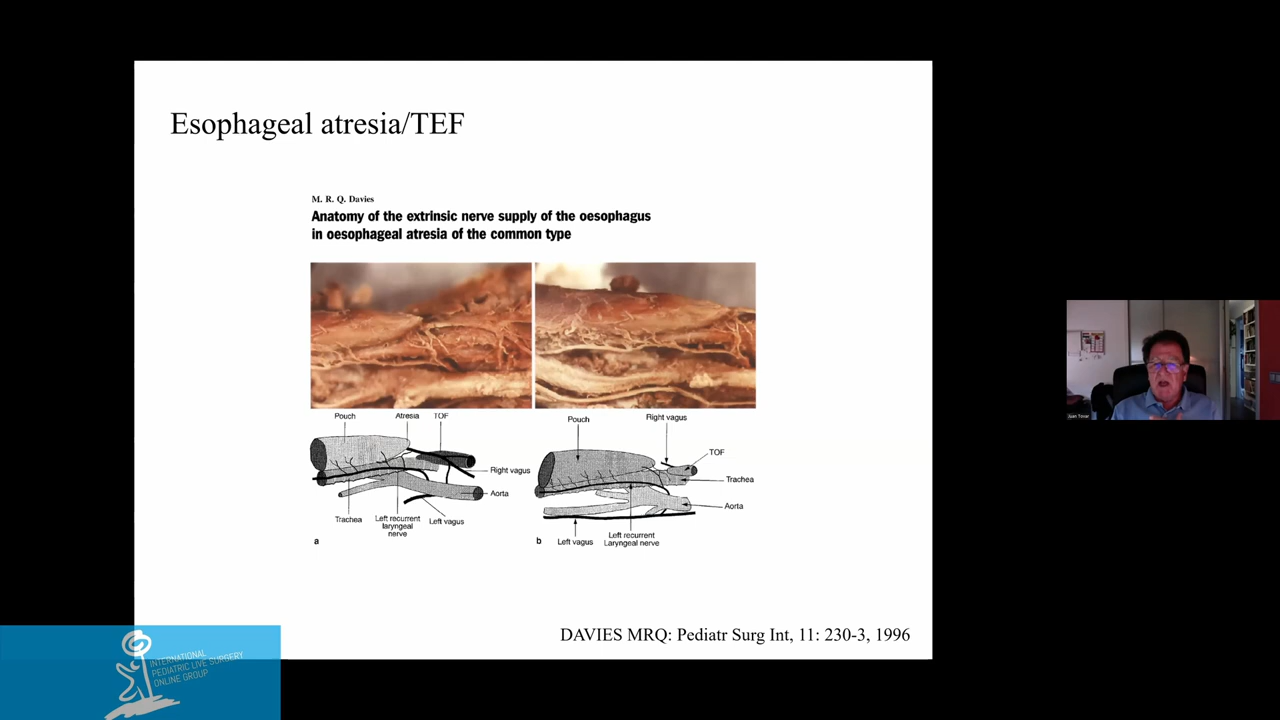 Esophageal atresia/TEF
M. R. Q. Davies
Anatomy of the extrinsic nerve supply of the oesophagus
in oesophageal atresia of the common type
Pouch
Atresia
TOF
Right vagus
Aorta
Trachea
Left recurrent
laryngeal
nerve
Left vagus
a
Pouch
Right vagus
TOF
Trachea
Aorta
Left vagus
Left recurrent
Laryngeal nerve
b
DAVIES MRQ: Pediatr Surg Int, 11: 230-3, 1996
INTERNATIONAL
PEDIATRIC LIVE SURGERY
ONLINE GROUP